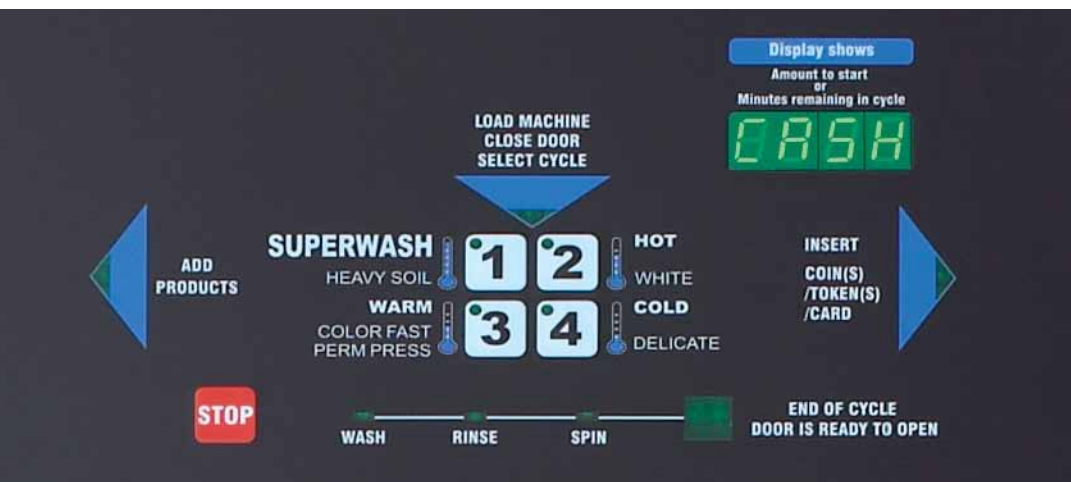 Display shows
Amount to start
or
Minutes remaining in cycle
CASH
LOAD MACHINE
CLOSE DOOR
SELECT CYCLE
ADD
PRODUCTS
SUPERWASH
HEAVY SOIL
1
2
HOT
WHITE
WARM
COLOR FAST
PERM PRESS
3
4
COLD
DELICATE
INSERT
COIN(S)
/TOKEN(S)
/CARD
STOP
WASH
RINSE
SPIN
END OF CYCLE
DOOR IS READY TO OPEN